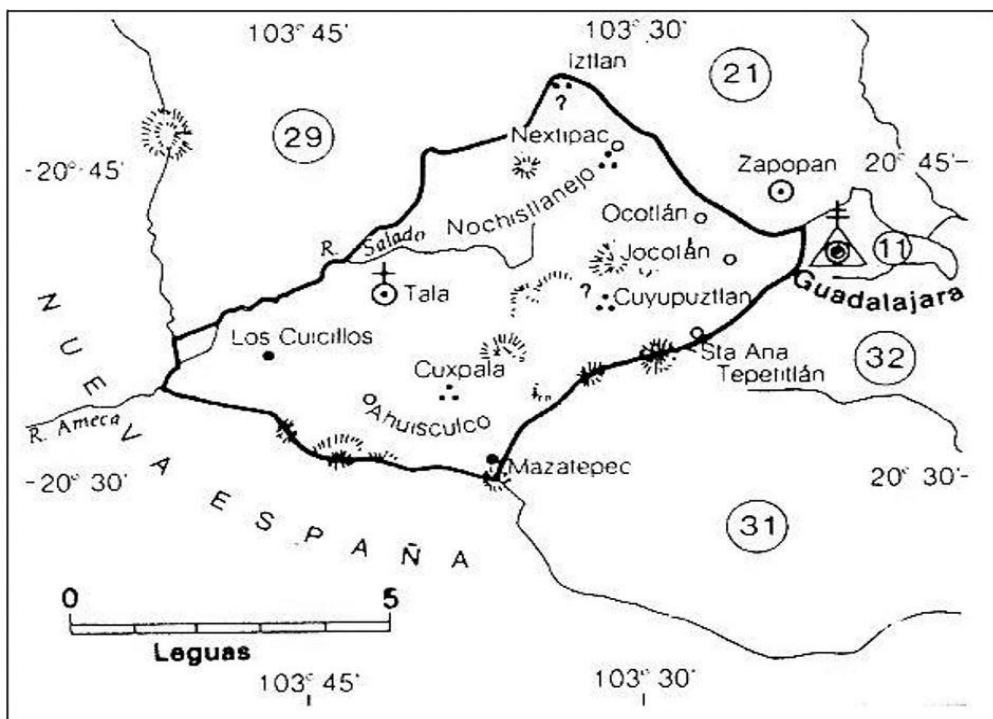 103° 45'
103° 30'
Iztlan
?
21
29
Nextipac
20° 45'
Zapopan
20° 45'
Nochistlanejo
Ocotlán
R. Salado
Jocotán
11
Tala
?
Cuyupuztlan
Guadalajara
Los Cuicillos
Sta Ana
Tepetitlán
32
Cuxpala
Ahuisculco
R. Ameca
Mazatepec
20° 30'
20° 30'
NUEVA ESPAÑA
31
0 5
Leguas
103° 45'
103° 30'